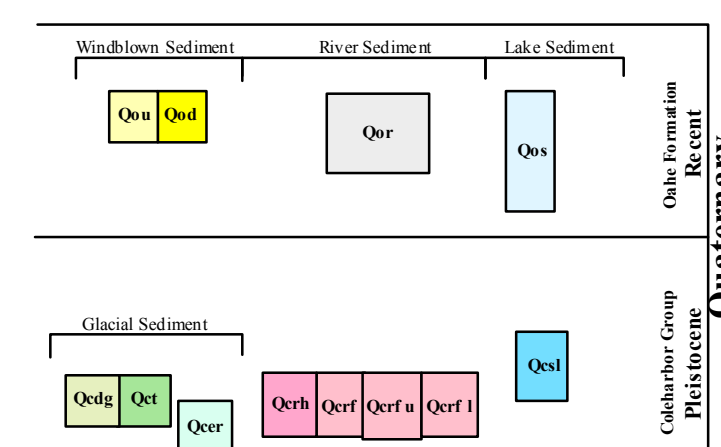 Windblown Sediment
River Sediment
Lake Sediment
Qou
Qod
Qor
Qos
Oahe Formation
Recent
Quaternary
Glacial Sediment
Qcdg
Qct
Qcer
Qcrh
Qcrf
Qcrf u
Qcrf l
Qcsl
Coleharbor Group
Pleistocene